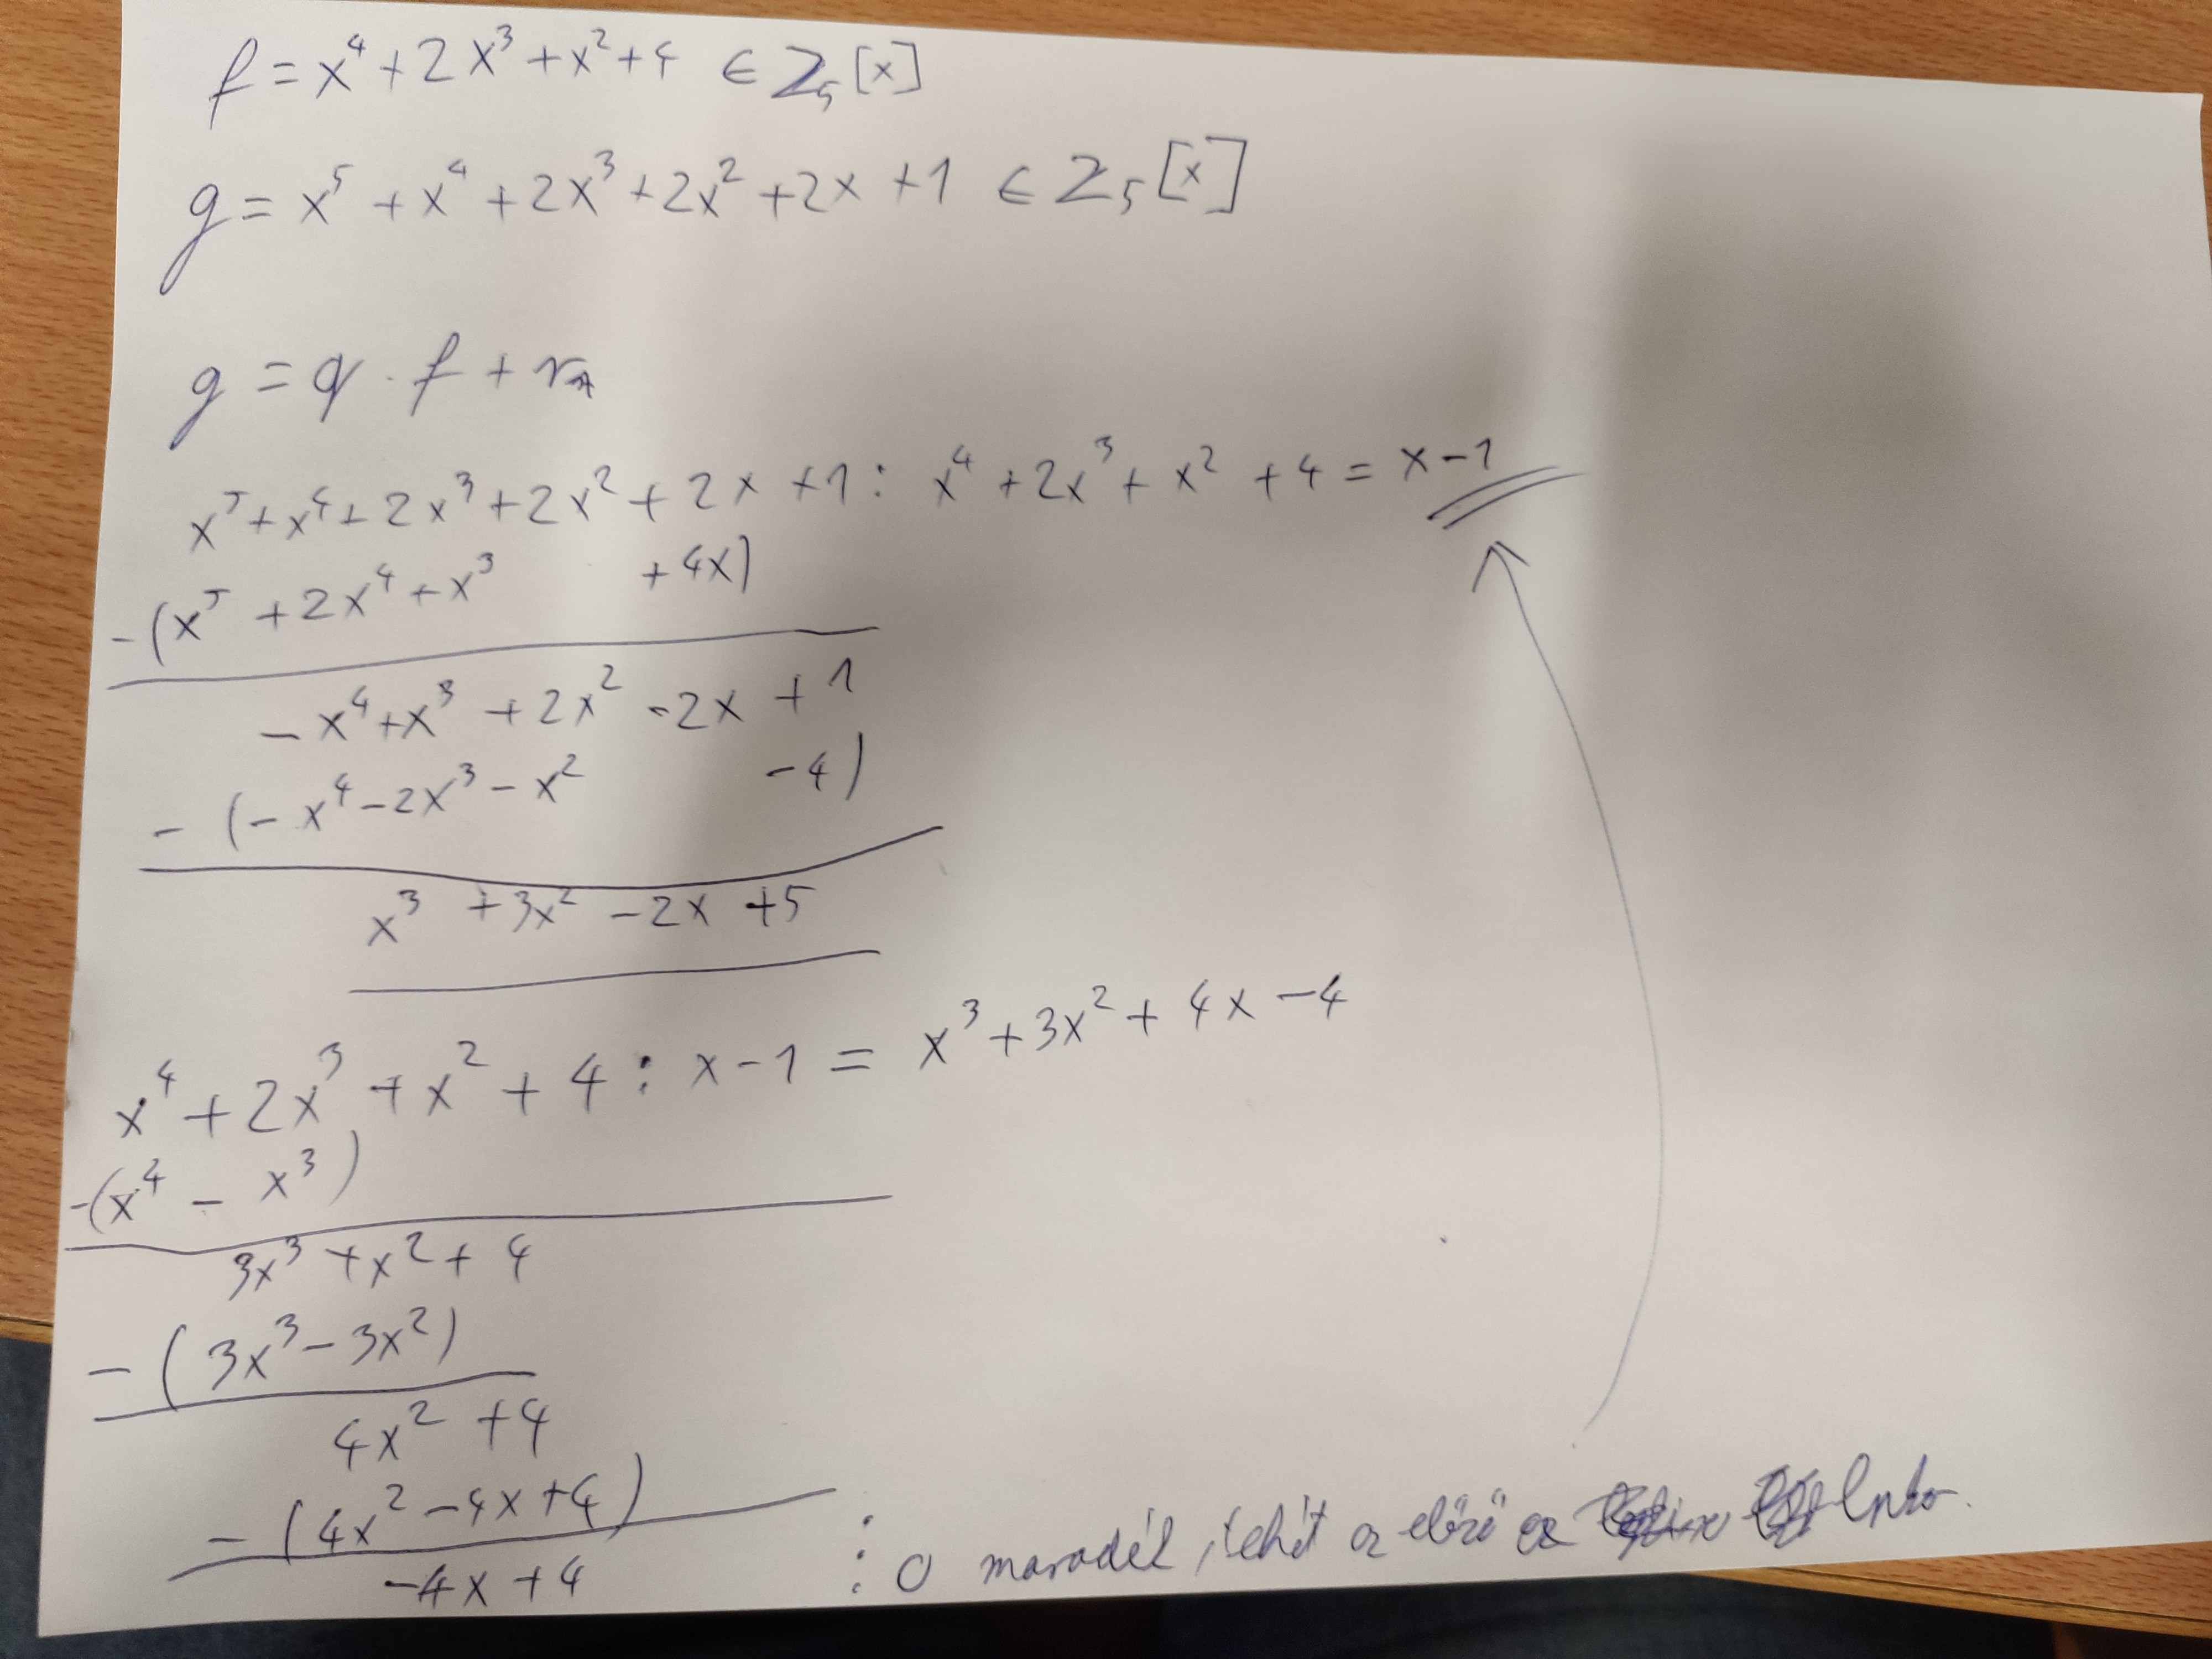 f = x⁴ + 2x³ + x² + 4 ∈ Z₅[x]
g = x⁵ + x⁴ + 2x³ + 2x² + 2x + 1 ∈ Z₅[x]
g = q · f + r₁
x⁵ + x⁴ + 2x³ + 2x² + 2x + 1 : x⁴ + 2x³ + x² + 4 = x - 1
- (x⁵ + 2x⁴ + x³ + 4x)
- x⁴ + x³ + 2x² - 2x + 1
- (- x⁴ - 2x³ - x² - 4)
x³ + 3x² - 2x + 5
x⁴ + 2x³ + x² + 4 : x - 1 = x³ + 3x² + 4x - 4
- (x⁴ - x³)
3x³ + x² + 4
- (3x³ - 3x²)
4x² + 4
- (4x² - 4x + 4)
- 4x + 4
: 0 maradék, tehát az előző az lnko.